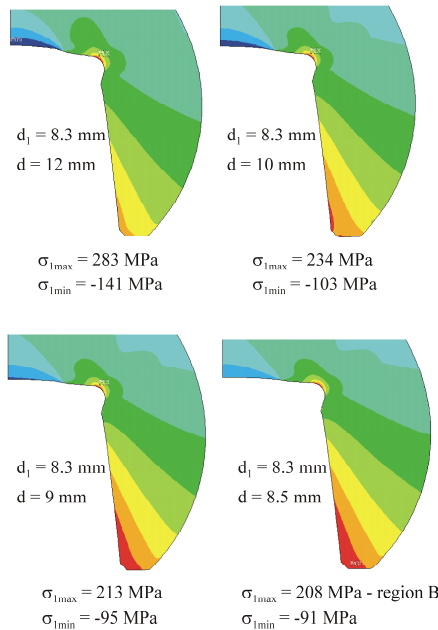 d1 = 8.3 mm
d = 12 mm
σ1max = 283 MPa
σ1min = -141 MPa
d1 = 8.3 mm
d = 10 mm
σ1max = 234 MPa
σ1min = -103 MPa
d1 = 8.3 mm
d = 9 mm
σ1max = 213 MPa
σ1min = -95 MPa
d1 = 8.3 mm
d = 8.5 mm
σ1max = 208 MPa - region B
σ1min = -91 MPa